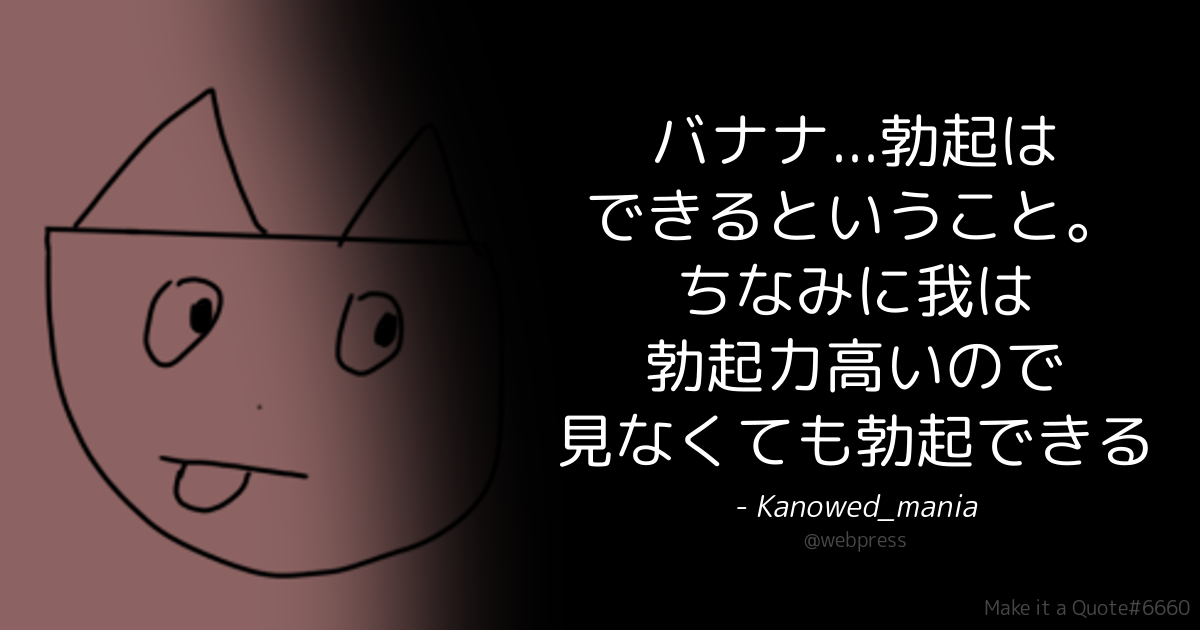 バナナ...勃起は
できるということ。
ちなみに我は
勃起力高いので
見なくても勃起できる
- Kanowed_mania
@webpress
Make it a Quote#6660